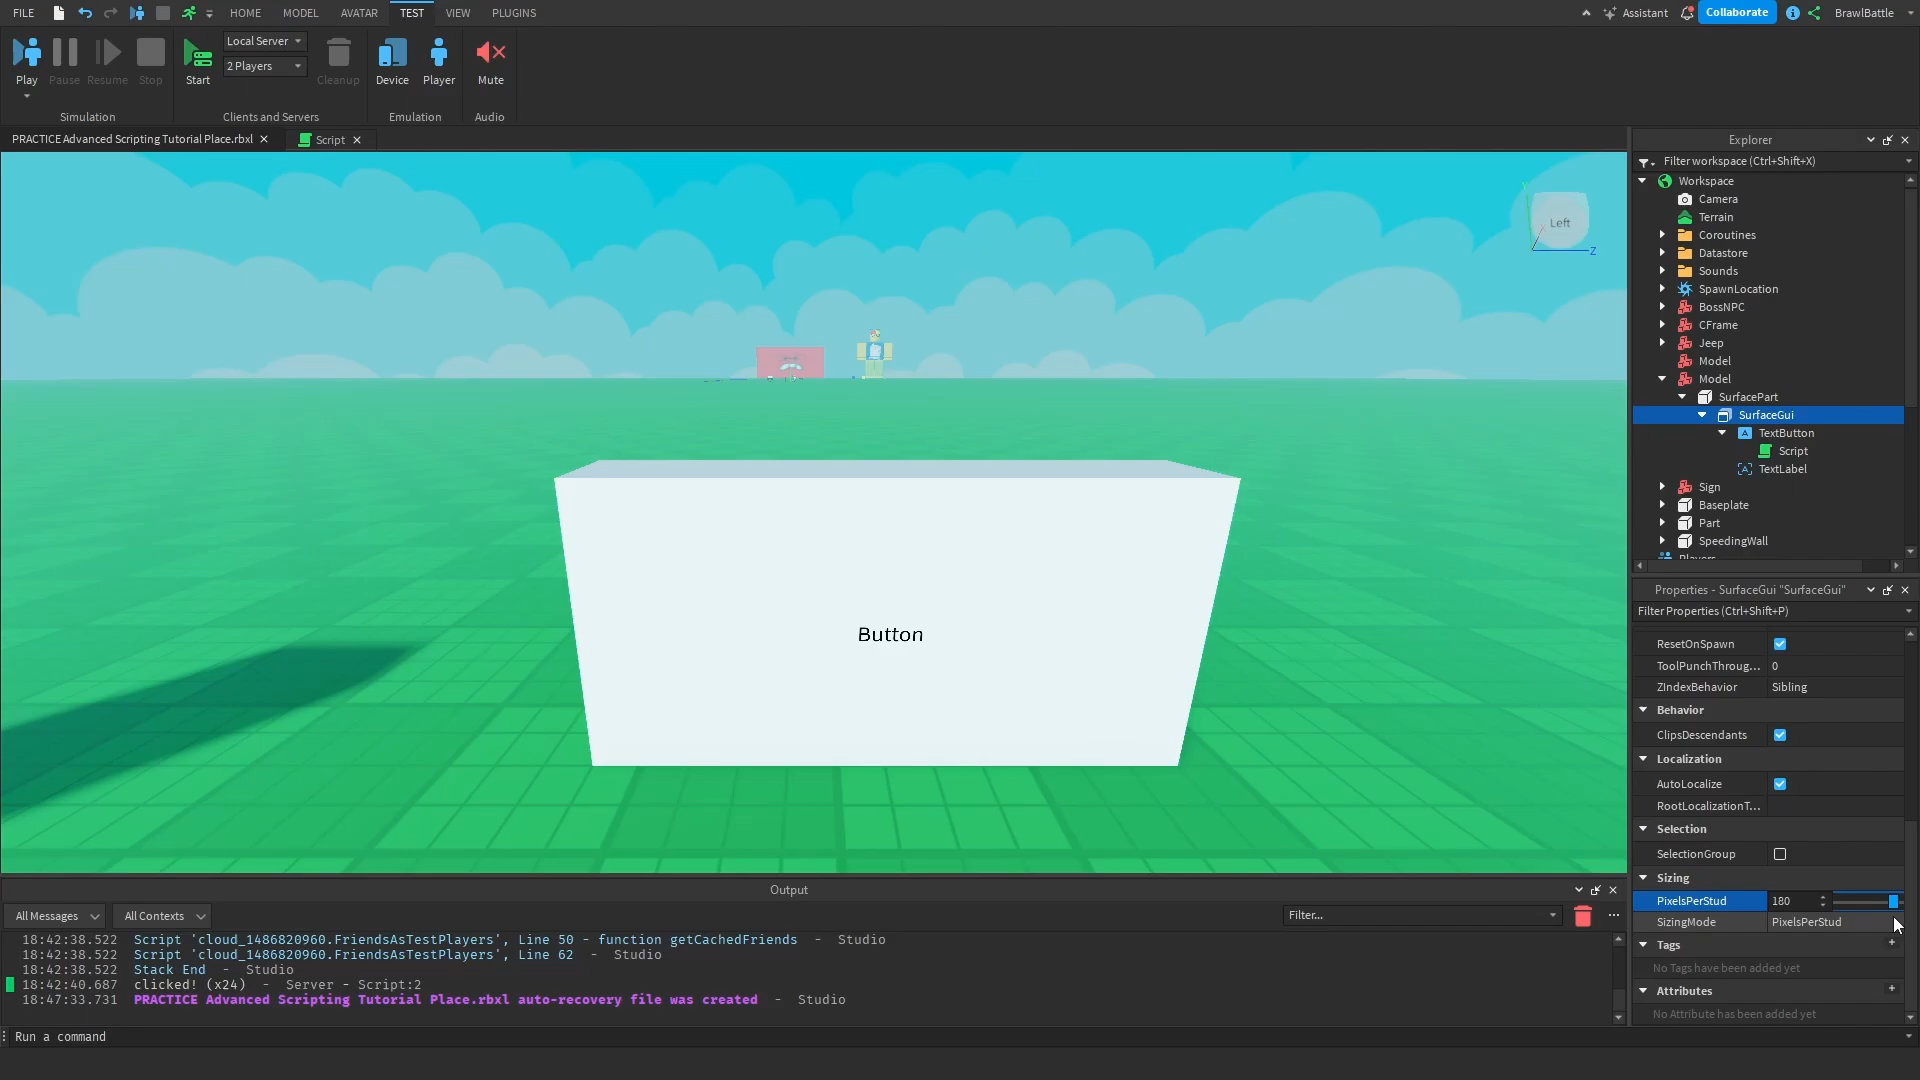 FILE HOME MODEL AVATAR TEST VIEW PLUGINS Assistant Collaborate BrawlBattle
Play Pause Resume Stop Start Local Server 2 Players Cleanup Device Player Mute
Simulation Clients and Servers Emulation Audio
PRACTICE Advanced Scripting Tutorial Place.rbxl Script
Left
Z
Button
Explorer
Filter workspace (Ctrl+Shift+X)
Workspace
Camera
Terrain
Coroutines
Datastore
Sounds
SpawnLocation
BossNPC
CFrame
Jeep
Model
Model
SurfacePart
SurfaceGui
TextButton
Script
TextLabel
Sign
Baseplate
Part
SpeedingWall
Players
Properties - SurfaceGui "SurfaceGui"
Filter Properties (Ctrl+Shift+P)
ResetOnSpawn
ToolPunchThroug... 0
ZIndexBehavior Sibling
Behavior
ClipsDescendants
Localization
AutoLocalize
RootLocalizationT...
Selection
SelectionGroup
Sizing
PixelsPerStud 180
SizingMode PixelsPerStud
Tags +
No Tags have been added yet
Attributes +
No Attribute has been added yet
Output
All Messages All Contexts Filter... ...
18:42:38.522 Script 'cloud_1486820960.FriendsAsTestPlayers', Line 50 - function getCachedFriends - Studio
18:42:38.522 Script 'cloud_1486820960.FriendsAsTestPlayers', Line 62 - Studio
18:42:38.522 Stack End - Studio
18:42:40.687 clicked! (x24) - Server - Script:2
18:47:33.731 PRACTICE Advanced Scripting Tutorial Place.rbxl auto-recovery file was created - Studio
Run a command